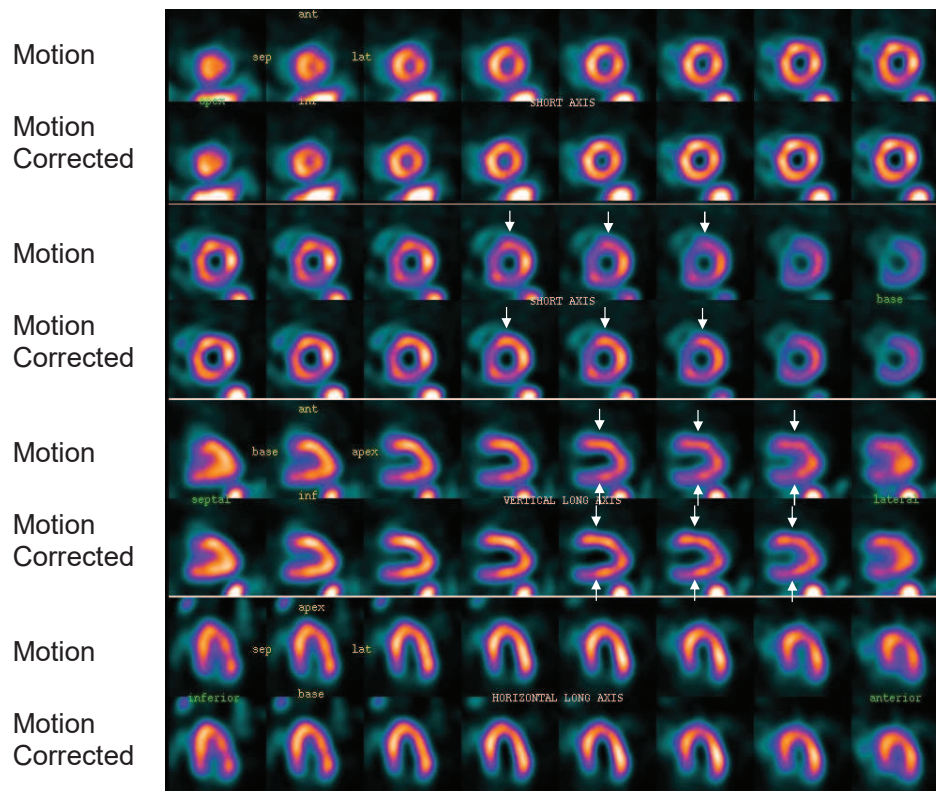 ant
Motion
sep
lat
apex
inf
SHORT AXIS
Motion
Corrected
Motion
SHORT AXIS
base
Motion
Corrected
ant
Motion
base
apex
septal
inf
VERTICAL LONG AXIS
lateral
Motion
Corrected
apex
Motion
sep
lat
inferior
base
HORIZONTAL LONG AXIS
anterior
Motion
Corrected